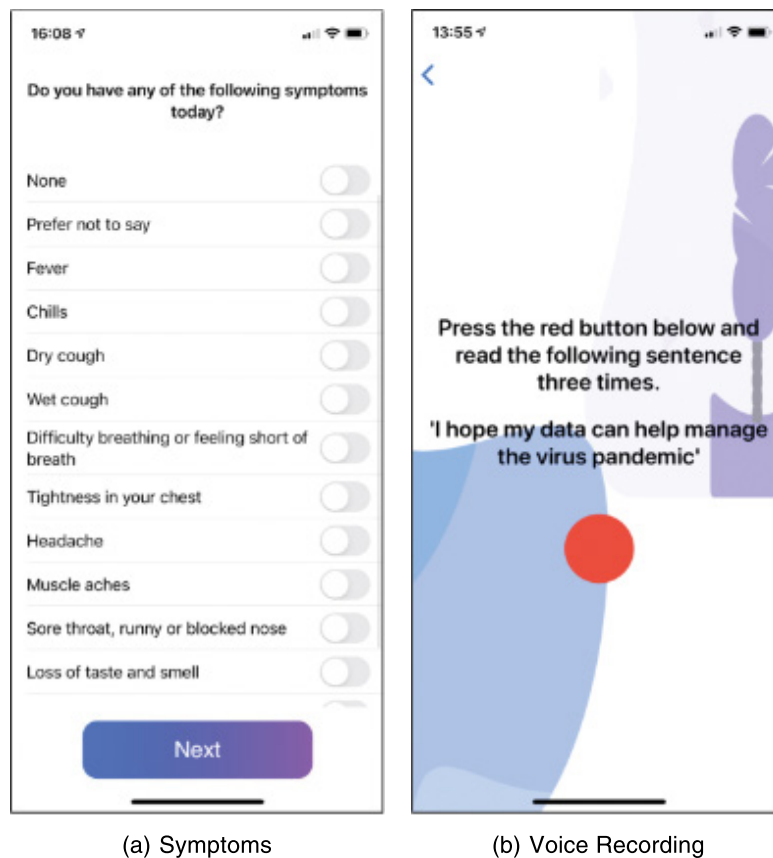 16:08
Do you have any of the following symptoms
today?
None
Prefer not to say
Fever
Chills
Dry cough
Wet cough
Difficulty breathing or feeling short of
breath
Tightness in your chest
Headache
Muscle aches
Sore throat, runny or blocked nose
Loss of taste and smell
Next
(a) Symptoms
13:55
Press the red button below and
read the following sentence
three times.
'I hope my data can help manage
the virus pandemic'
(b) Voice Recording